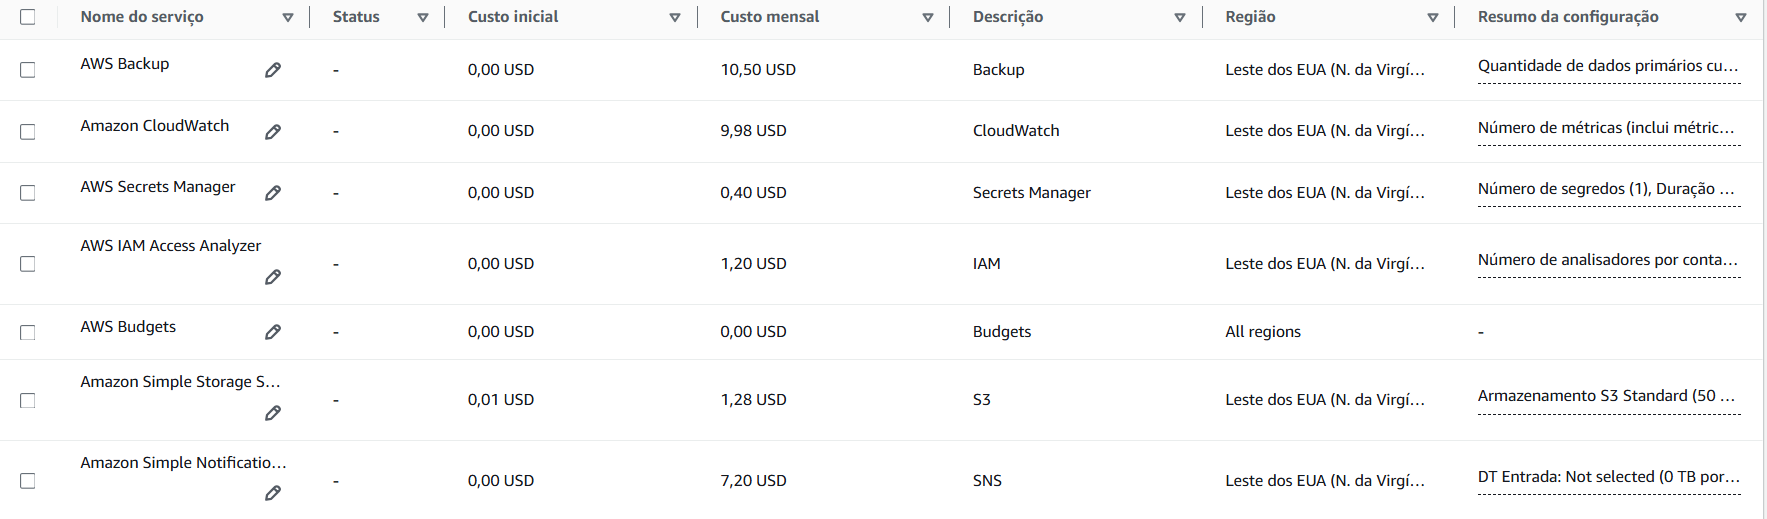 Nome do serviço Status Custo inicial Custo mensal Descrição Região Resumo da configuração
AWS Backup - 0,00 USD 10,50 USD Backup Leste dos EUA (N. da Virgí... Quantidade de dados primários cu...
Amazon CloudWatch - 0,00 USD 9,98 USD CloudWatch Leste dos EUA (N. da Virgí... Número de métricas (inclui métric...
AWS Secrets Manager - 0,00 USD 0,40 USD Secrets Manager Leste dos EUA (N. da Virgí... Número de segredos (1), Duração ...
AWS IAM Access Analyzer - 0,00 USD 1,20 USD IAM Leste dos EUA (N. da Virgí... Número de analisadores por conta...
AWS Budgets - 0,00 USD 0,00 USD Budgets All regions -
Amazon Simple Storage S... - 0,01 USD 1,28 USD S3 Leste dos EUA (N. da Virgí... Armazenamento S3 Standard (50 ...
Amazon Simple Notificatio... - 0,00 USD 7,20 USD SNS Leste dos EUA (N. da Virgí... DT Entrada: Not selected (0 TB por...